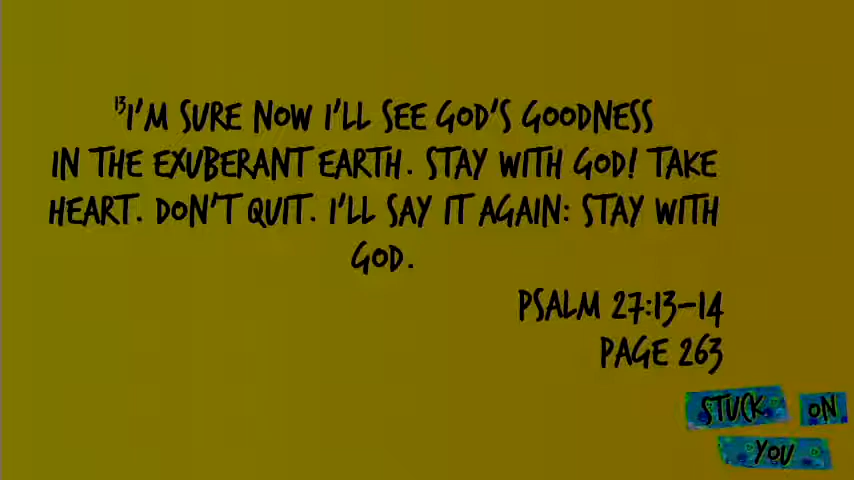 ¹³I'M SURE NOW I'LL SEE GOD'S GOODNESS
IN THE EXUBERANT EARTH. STAY WITH GOD! TAKE
HEART. DON'T QUIT. I'LL SAY IT AGAIN: STAY WITH
GOD.
PSALM 27:13-14
PAGE 263
STUCK ON
YOU